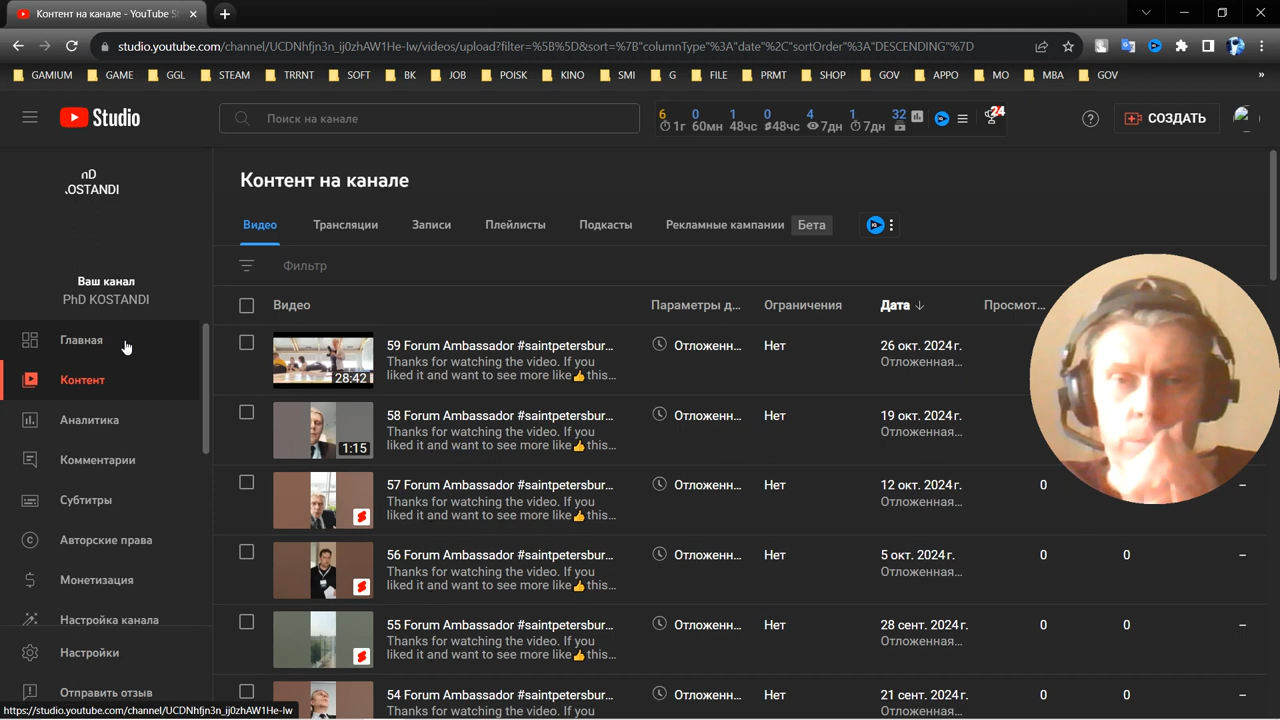 Контент на канале - YouTube St
studio.youtube.com/channel/UCDNhfjn3n_ij0zhAW1He-Iw/videos/upload?filter=%5B%5D&sort=%7B"columnType"%3A"date"%2C"sortOrder"%3A"DESCENDING"%7D
GAMIUM GAME GGL STEAM TRRNT SOFT BK JOB POISK KINO SMI G FILE PRMT SHOP GOV APPO MO MBA GOV »
Studio
Поиск на канале
6 0 1 0 4 1 32 24
1г 60мн 48чс 48чс 7дн 7дн
СОЗДАТЬ
nD
OSTANDI
Ваш канал
PhD KOSTANDI
Главная
Контент
Аналитика
Комментарии
Субтитры
Авторские права
Монетизация
Настройка канала
Настройки
Отправить отзыв
Контент на канале
Видео Трансляции Записи Плейлисты Подкасты Рекламные кампании Бета
Фильтр
Видео Параметры д... Ограничения Дата Просмот...
59 Forum Ambassador #saintpetersbur... Отложенн... Нет 26 окт. 2024 г.
Thanks for watching the video. If you Отложенная...
liked it and want to see more like👍this...
28:42
58 Forum Ambassador #saintpetersbur... Отложенн... Нет 19 окт. 2024 г.
Thanks for watching the video. If you Отложенная...
liked it and want to see more like👍this...
1:15
57 Forum Ambassador #saintpetersbur... Отложенн... Нет 12 окт. 2024 г. 0 –
Thanks for watching the video. If you Отложенная...
liked it and want to see more like👍this...
56 Forum Ambassador #saintpetersbur... Отложенн... Нет 5 окт. 2024 г. 0 0 –
Thanks for watching the video. If you Отложенная...
liked it and want to see more like👍this...
55 Forum Ambassador #saintpetersbur... Отложенн... Нет 28 сент. 2024 г. 0 0 –
Thanks for watching the video. If you Отложенная...
liked it and want to see more like👍this...
54 Forum Ambassador #saintpetersbur... Отложенн... Нет 21 сент. 2024 г. 0 0 –
Thanks for watching the video. If you Отложенная...
https://studio.youtube.com/channel/UCDNhfjn3n_ij0zhAW1He-Iw